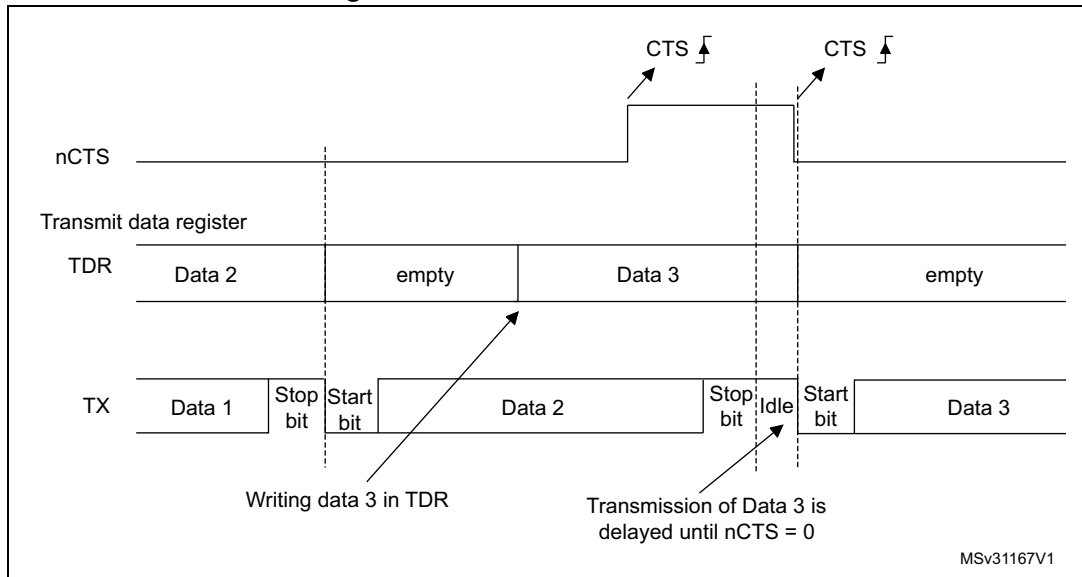 CTS
CTS
nCTS
Transmit data register
TDR
Data 2
empty
Data 3
empty
TX
Data 1
Stop
bit
Start
bit
Data 2
Stop
bit
Idle
Start
bit
Data 3
Writing data 3 in TDR
Transmission of Data 3 is
delayed until nCTS = 0
MSv31167V1